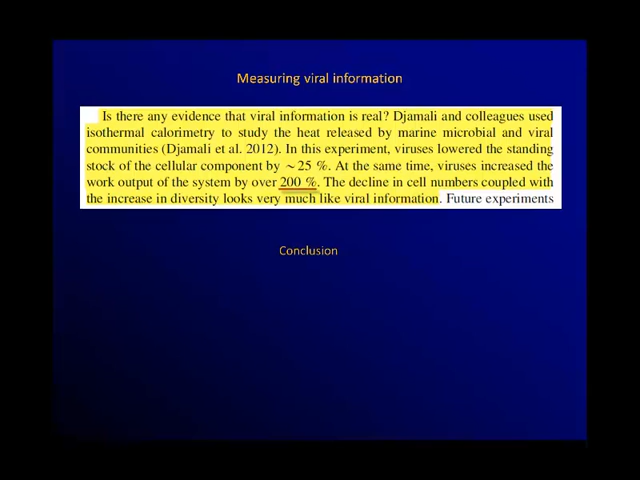 Measuring viral information
Is there any evidence that viral information is real? Djamali and colleagues used
isothermal calorimetry to study the heat released by marine microbial and viral
communities (Djamali et al. 2012). In this experiment, viruses lowered the standing
stock of the cellular component by ~25 %. At the same time, viruses increased the
work output of the system by over 200 %. The decline in cell numbers coupled with
the increase in diversity looks very much like viral information. Future experiments
Conclusion